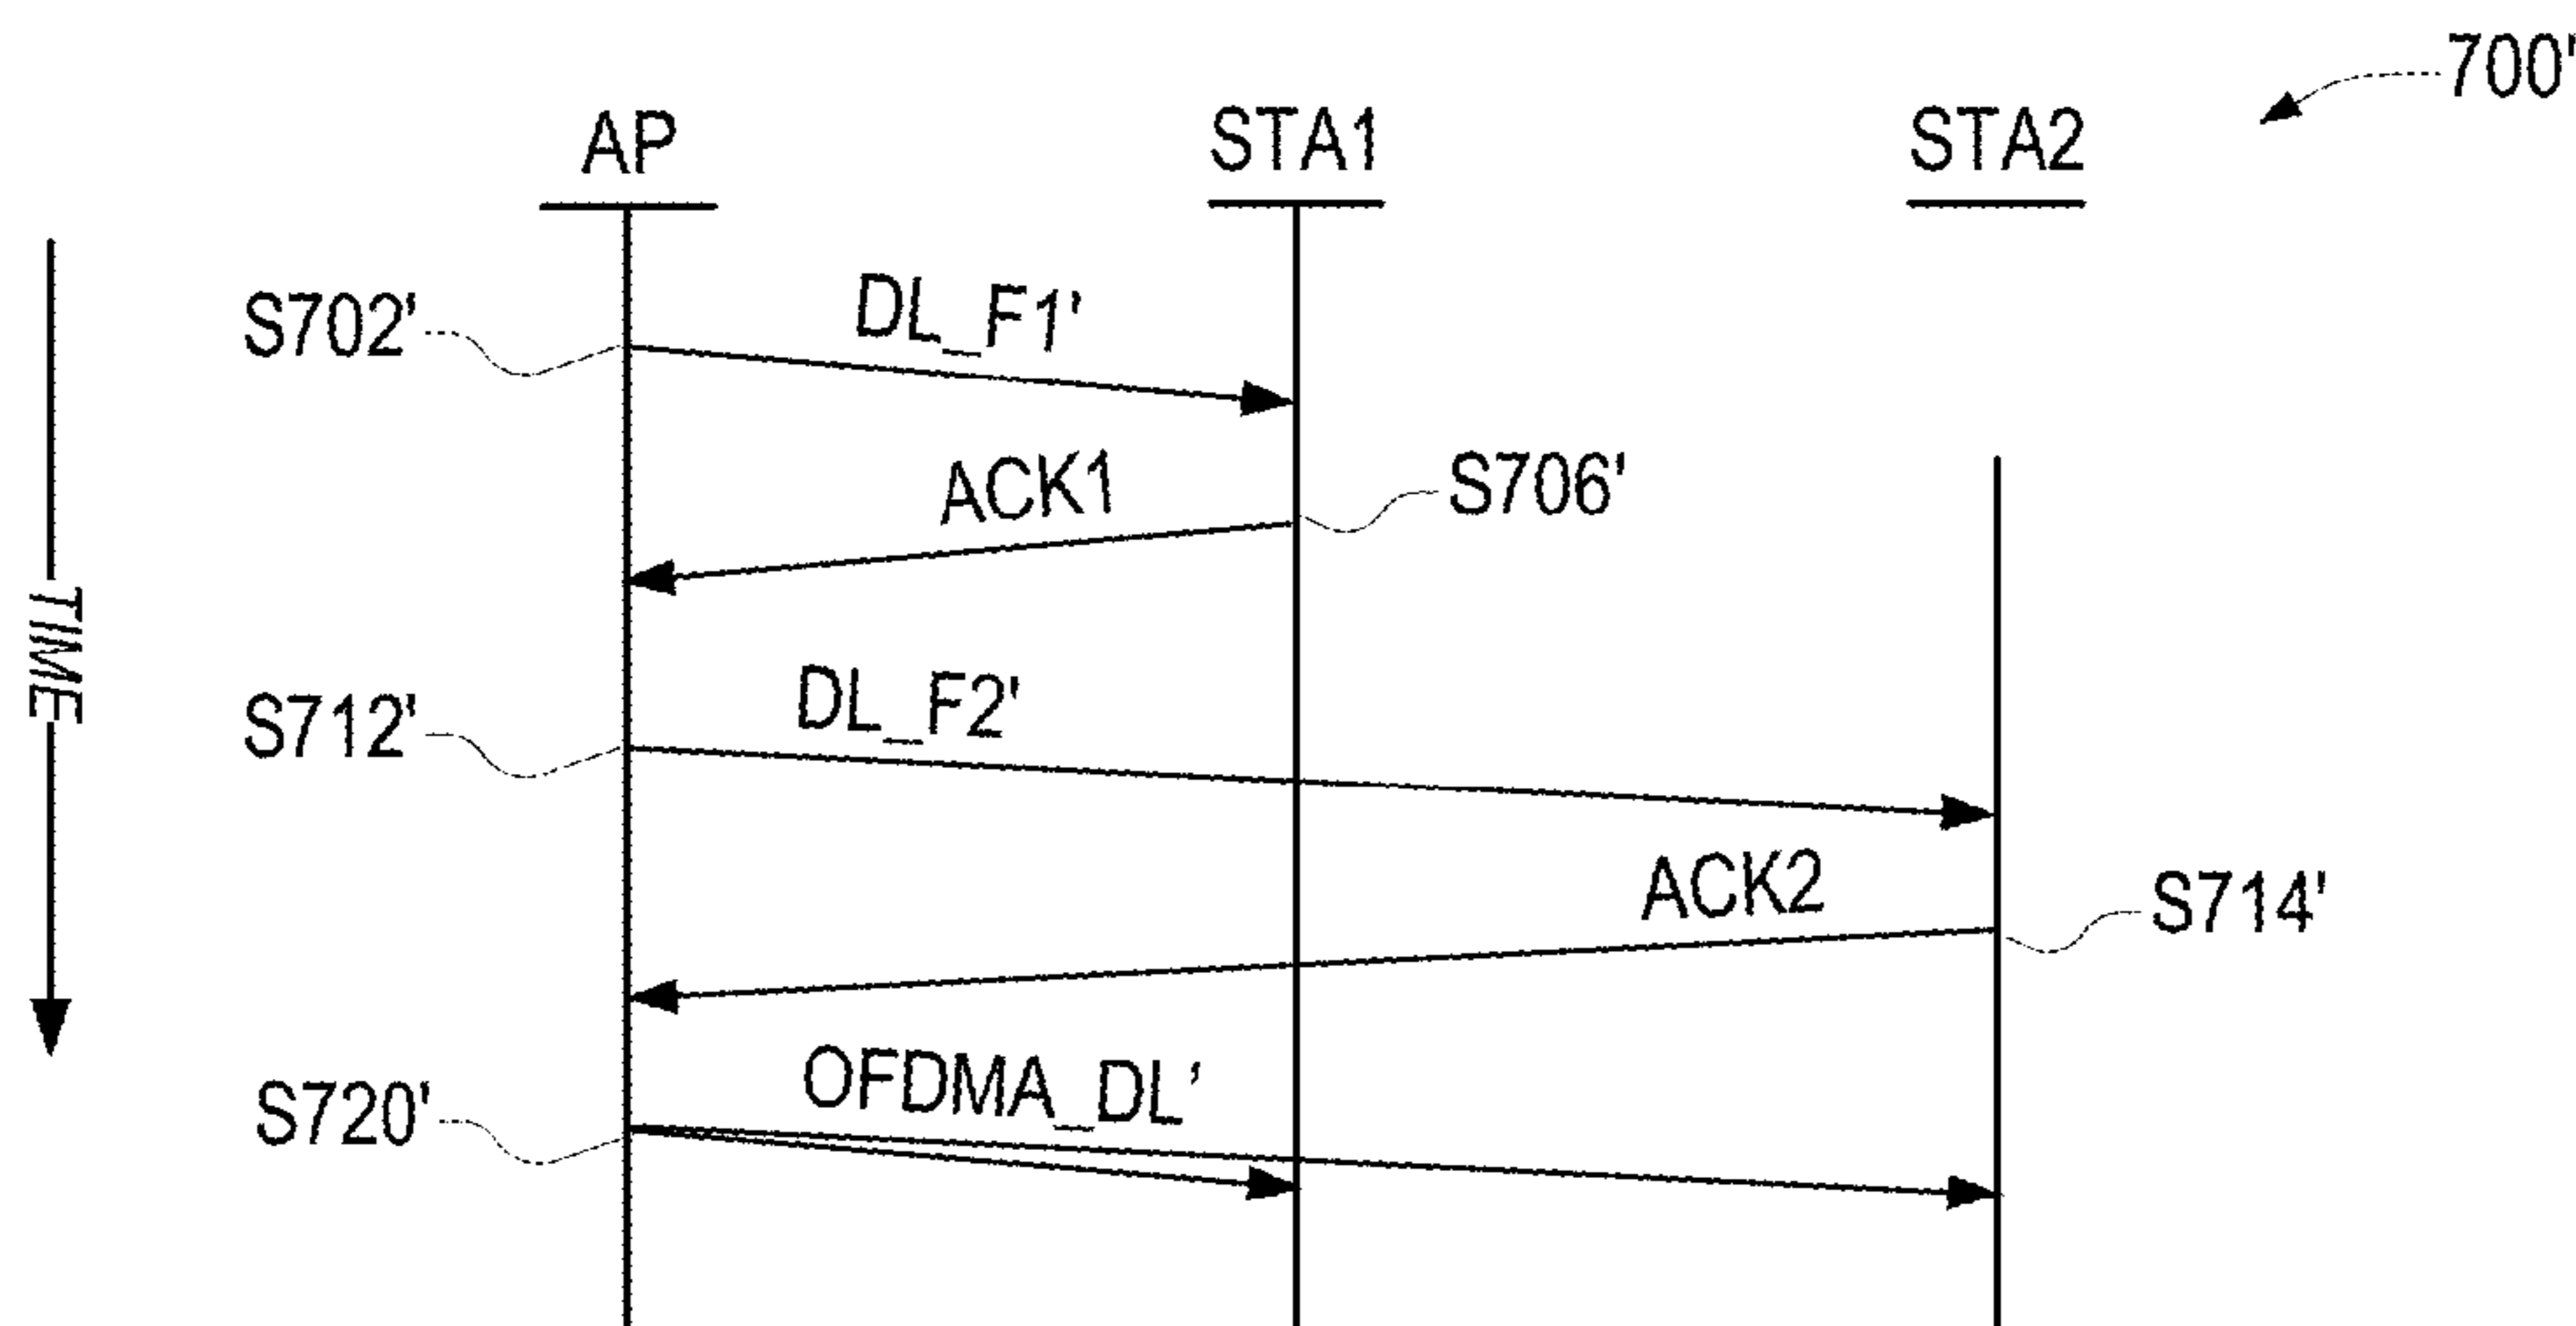 700'
AP
STA1
STA2
S702'
DL_F1'
ACK1
S706'
TIME
S712'
DL_F2'
ACK2
S714'
S720'
OFDMA_DL'